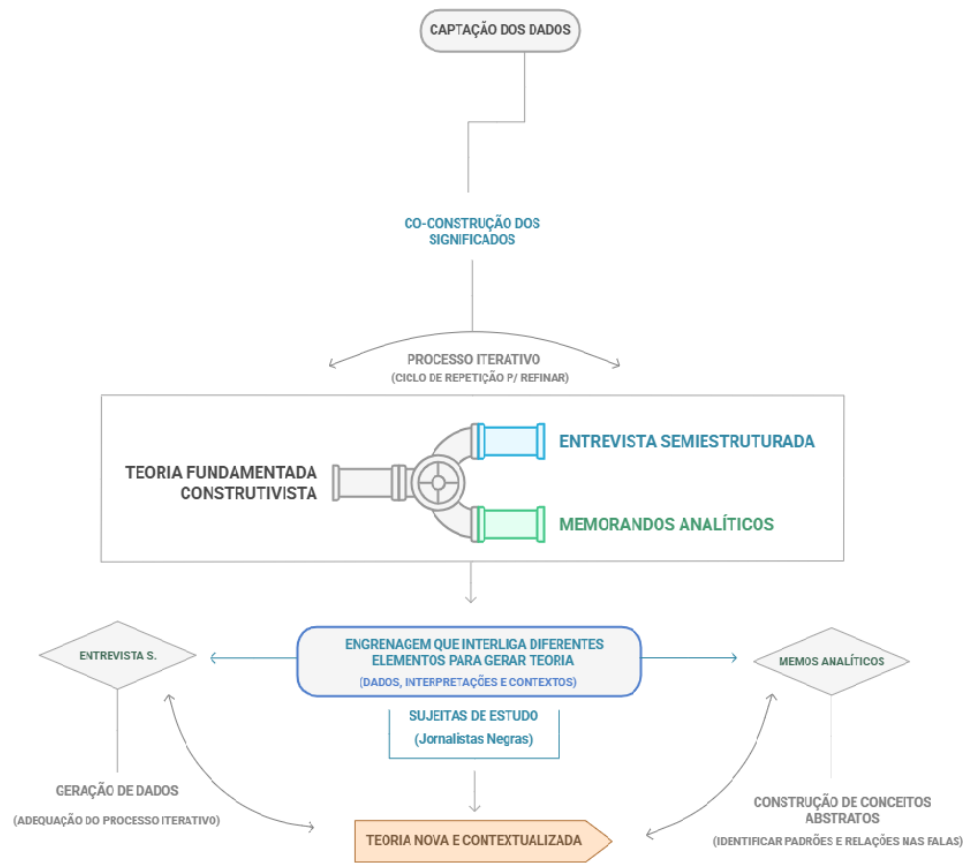 CAPTAÇÃO DOS DADOS
CO-CONSTRUÇÃO DOS
SIGNIFICADOS
PROCESSO ITERATIVO
(CICLO DE REPETIÇÃO P/ REFINAR)
TEORIA FUNDAMENTADA
CONSTRUTIVISTA
ENTREVISTA SEMIESTRUTURADA
MEMORANDOS ANALÍTICOS
ENGRENAGEM QUE INTERLIGA DIFERENTES
ELEMENTOS PARA GERAR TEORIA
(DADOS, INTERPRETAÇÕES E CONTEXTOS)
ENTREVISTA S.
MEMOS ANALÍTICOS
SUJEITAS DE ESTUDO
(Jornalistas Negras)
GERAÇÃO DE DADOS
(ADEQUAÇÃO DO PROCESSO ITERATIVO)
CONSTRUÇÃO DE CONCEITOS
ABSTRATOS
(IDENTIFICAR PADRÕES E RELAÇÕES NAS FALAS)
TEORIA NOVA E CONTEXTUALIZADA